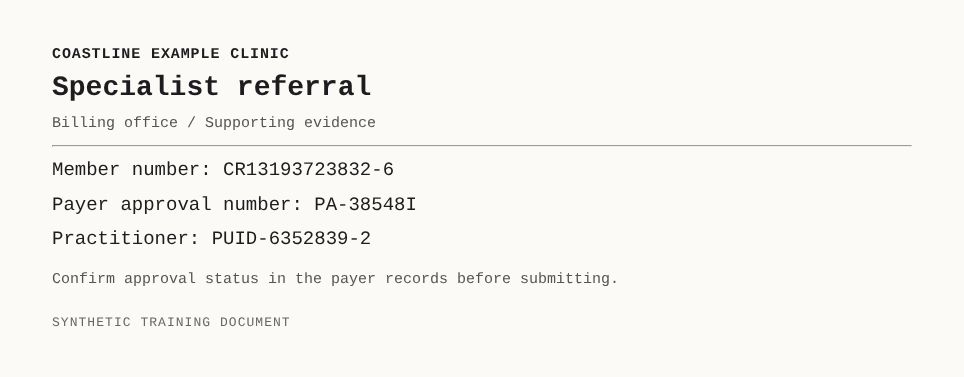 COASTLINE EXAMPLE CLINIC
Specialist referral
Billing office / Supporting evidence
Member number: CR13193723832-6
Payer approval number: PA-38548I
Practitioner: PUID-6352839-2
Confirm approval status in the payer records before submitting.
SYNTHETIC TRAINING DOCUMENT